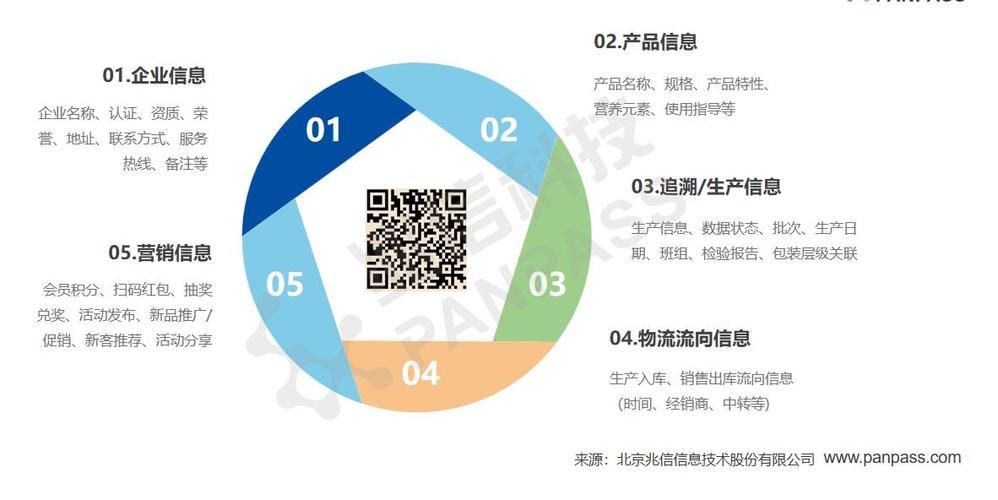 PANPASS
01.企业信息
企业名称、认证、资质、荣
誉、地址、联系方式、服务
热线、备注等
02.产品信息
产品名称、规格、产品特性、
营养元素、使用指导等
03.追溯/生产信息
生产信息、数据状态、批次、生产日
期、班组、检验报告、包装层级关联
04.物流流向信息
生产入库、销售出库流向信息
（时间、经销商、中转等)
05.营销信息
会员积分、扫码红包、抽奖
兑奖、活动发布、新品推广/
促销、新客推荐、活动分享
01
02
03
04
05
兆信科技
PANPASS
来源：北京兆信信息技术股份有限公司 www.panpass.com